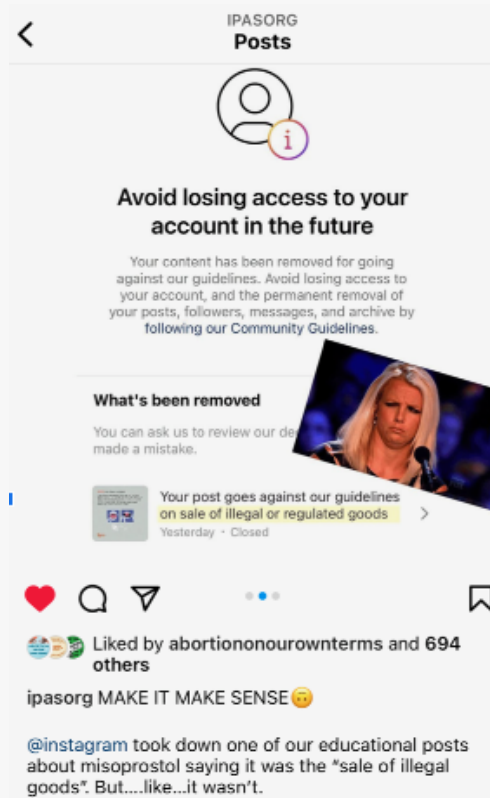 IPASORG
Posts
Avoid losing access to your
account in the future
Your content has been removed for going
against our guidelines. Avoid losing access to
your account, and the permanent removal of
your posts, followers, messages, and archive by
following our Community Guidelines.
What's been removed
You can ask us to review our
made a mistake.
Your post goes against our guidelines
on sale of illegal or regulated goods
Yesterday · Closed
Liked by abortiononourownterms and 694
others
ipasorg MAKE IT MAKE SENSE🙃
@instagram took down one of our educational posts
about misoprostol saying it was the “sale of illegal
goods”. But....like...it wasn’t.